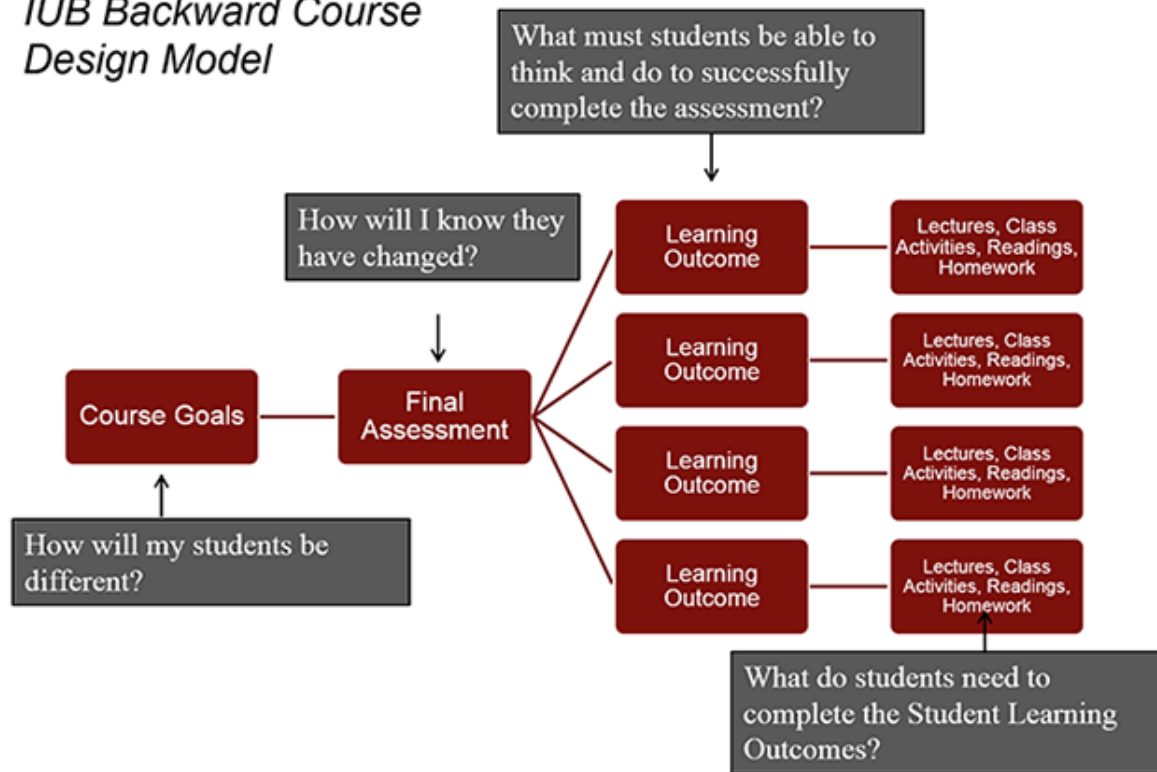 IUB Backward Course
Design Model
What must students be able to
think and do to successfully
complete the assessment?
How will I know they
have changed?
Course Goals
Final
Assessment
How will my students be
different?
Learning
Outcome
Lectures, Class
Activities, Readings,
Homework
Learning
Outcome
Lectures, Class
Activities, Readings,
Homework
Learning
Outcome
Lectures, Class
Activities, Readings,
Homework
Learning
Outcome
Lectures, Class
Activities, Readings,
Homework
What do students need to
complete the Student Learning
Outcomes?